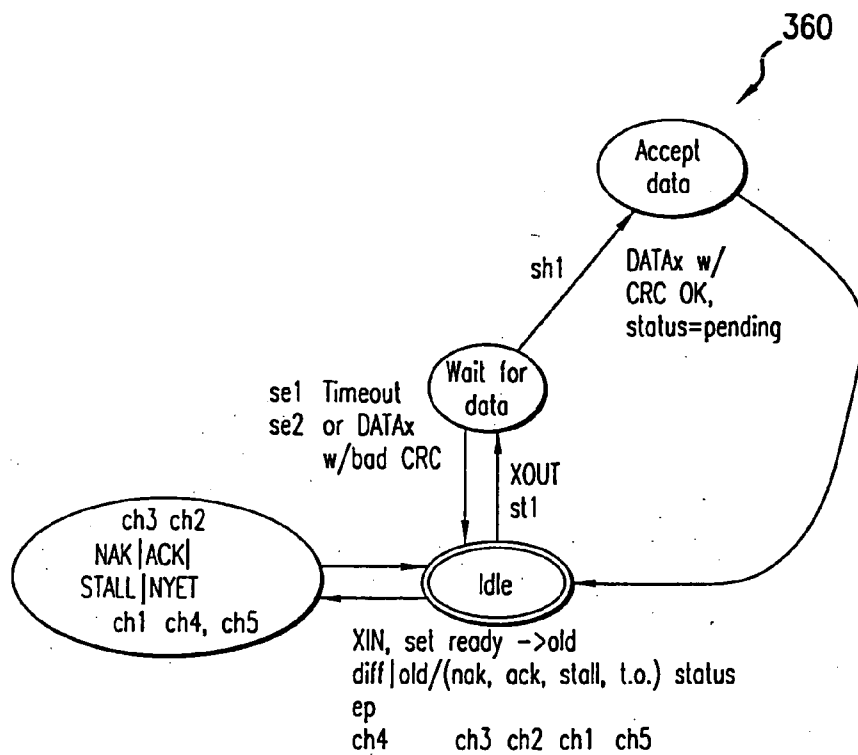 360
Accept
data
sh1
DATAx w/
CRC OK,
status=pending
Wait for
data
se1 Timeout
se2 or DATAx
w/bad CRC
XOUT
st1
ch3 ch2
NAK|ACK|
STALL|NYET
ch1 ch4, ch5
Idle
XIN, set ready ->old
diff|old/(nak, ack, stall, t.o.) status
ep
ch4 ch3 ch2 ch1 ch5